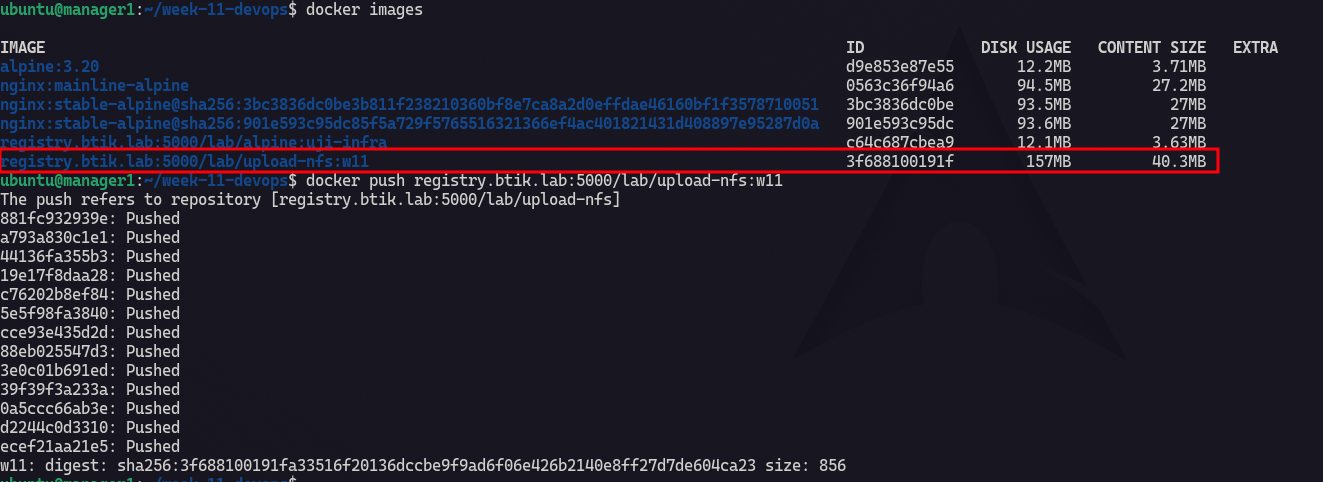 ubuntu@manager1:~/week-11-devops$ docker images
IMAGE ID DISK USAGE CONTENT SIZE EXTRA
alpine:3.20 d9e853e87e55 12.2MB 3.71MB
nginx:mainline-alpine 0563c36f94a6 94.5MB 27.2MB
nginx:stable-alpine@sha256:3bc3836dc0be3b811f238210360bf8e7ca8a2d0effdae46160bf1f3578710051 3bc3836dc0be 93.5MB 27MB
nginx:stable-alpine@sha256:901e593c95dc85f5a729f5765516321366ef4ac401821431d408897e95287d0a 901e593c95dc 93.6MB 27MB
registry.btik.lab:5000/lab/alpine:uji-infra c64c687cbea9 12.1MB 3.63MB
registry.btik.lab:5000/lab/upload-nfs:w11 3f688100191f 157MB 40.3MB
ubuntu@manager1:~/week-11-devops$ docker push registry.btik.lab:5000/lab/upload-nfs:w11
The push refers to repository [registry.btik.lab:5000/lab/upload-nfs]
881fc932939e: Pushed
a793a830c1e1: Pushed
44136fa355b3: Pushed
19e17f8daa28: Pushed
c76202b8ef84: Pushed
5e5f98fa3840: Pushed
cce93e435d2d: Pushed
88eb025547d3: Pushed
3e0c01b691ed: Pushed
39f39f3a233a: Pushed
0a5ccc66ab3e: Pushed
d2244c0d3310: Pushed
ecef21aa21e5: Pushed
w11: digest: sha256:3f688100191fa33516f20136dccbe9f9ad6f06e426b2140e8ff27d7de604ca23 size: 856
ubuntu@manager1:~/week-11-devops$